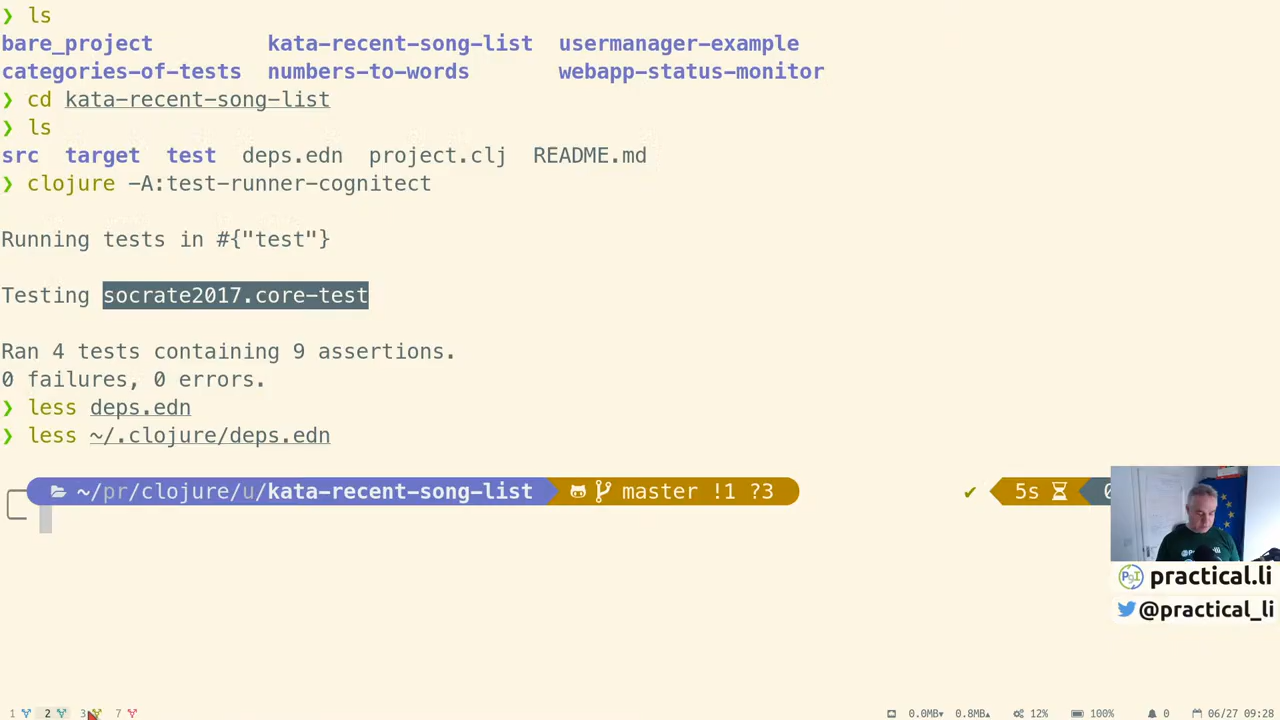 ❯ ls
bare_project kata-recent-song-list usermanager-example
categories-of-tests numbers-to-words webapp-status-monitor
❯ cd kata-recent-song-list
❯ ls
src target test deps.edn project.clj README.md
❯ clojure -A:test-runner-cognitect
Running tests in #{"test"}
Testing socrate2017.core-test
Ran 4 tests containing 9 assertions.
0 failures, 0 errors.
❯ less deps.edn
❯ less ~/.clojure/deps.edn
~/pr/clojure/u/kata-recent-song-list master !1 ?3 ✔ 5s
practical.li
@practical_li
1 2 3 7 0.0MB▾ 0.8MB▴ 12% 100% 0 06/27 09:28